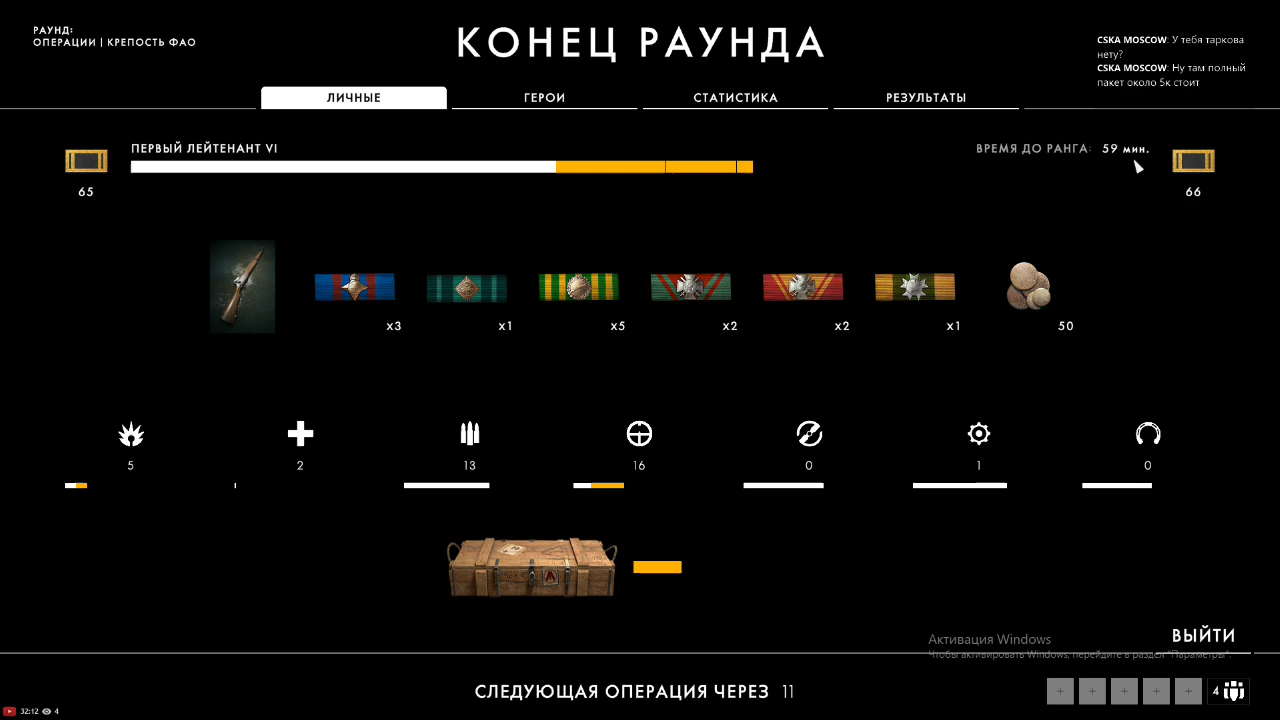 РАУНД:
ОПЕРАЦИИ | КРЕПОСТЬ ФАО
КОНЕЦ РАУНДА
CSKA MOSCOW: У тебя таркова
нету?
CSKA MOSCOW: Ну там полный
пакет около 5к стоит
ЛИЧНЫЕ ГЕРОИ СТАТИСТИКА РЕЗУЛЬТАТЫ
ПЕРВЫЙ ЛЕЙТЕНАНТ VI
ВРЕМЯ ДО РАНГА: 59 мин.
65 66
x3 x1 x5 x2 x2 x1 50
5 2 13 16 0 1 0
ВЫЙТИ
Активация Windows
Чтобы активировать Windows, перейдите в раздел "Параметры".
СЛЕДУЮЩАЯ ОПЕРАЦИЯ ЧЕРЕЗ 11
+ + + + + 4
32:12 4